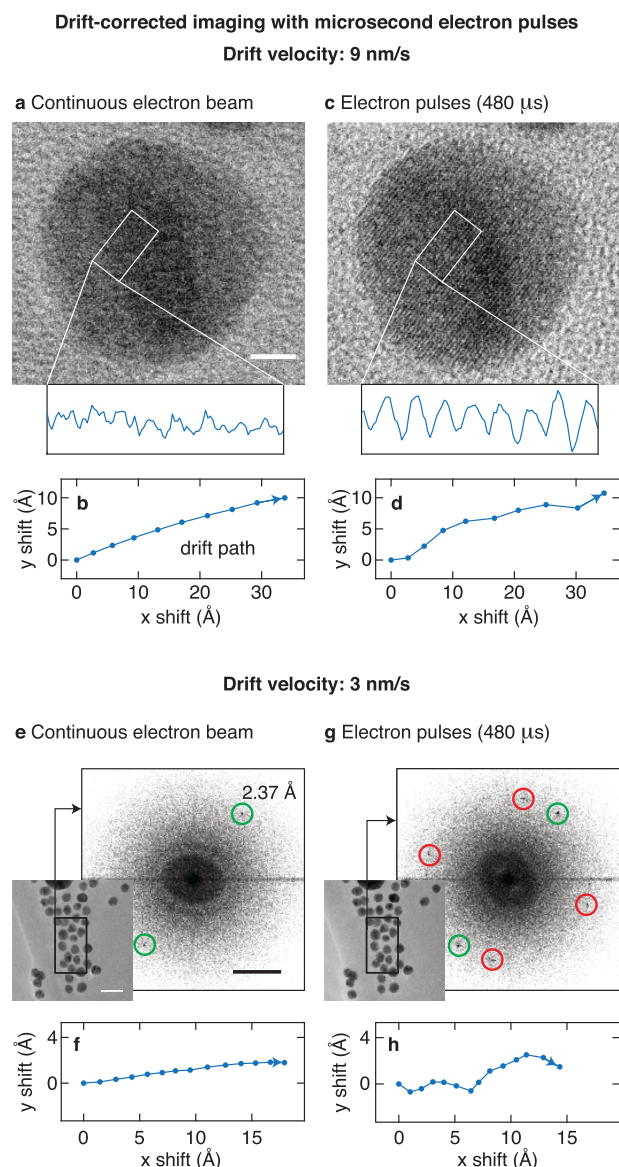 Drift-corrected imaging with microsecond electron pulses
Drift velocity: 9 nm/s
a Continuous electron beam
c Electron pulses (480 μs)
b
drift path
y shift (Å)
10
5
0
0 10 20 30
x shift (Å)
d
y shift (Å)
10
5
0
0 10 20 30
x shift (Å)
Drift velocity: 3 nm/s
e Continuous electron beam
g Electron pulses (480 μs)
2.37 Å
f
y shift (Å)
4
0
0 5 10 15
x shift (Å)
h
y shift (Å)
4
0
0 5 10 15
x shift (Å)